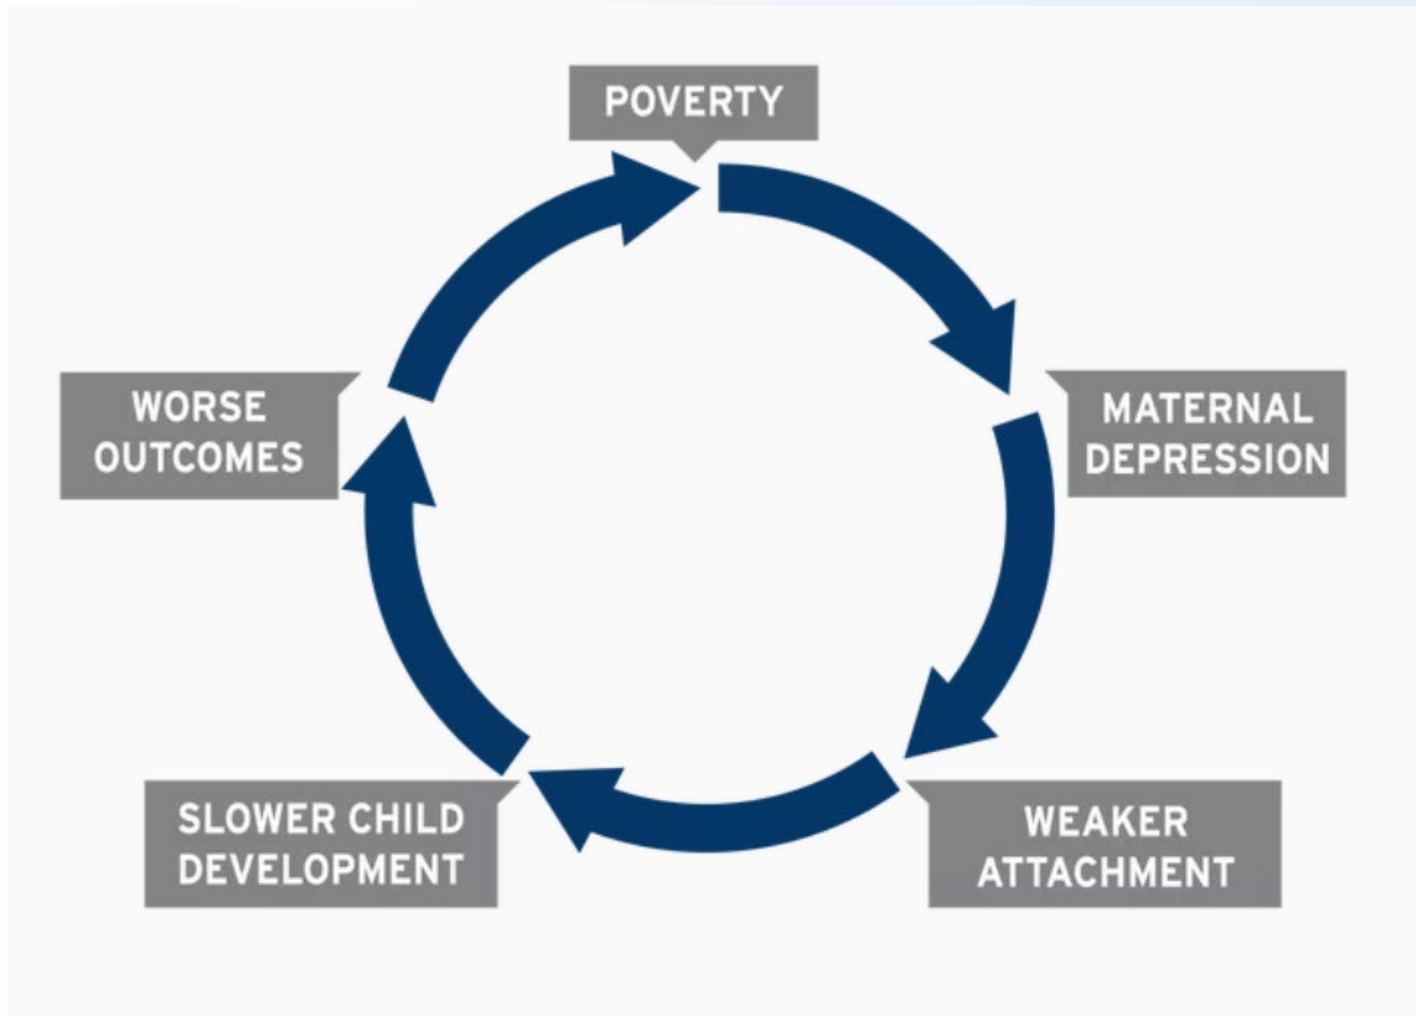 POVERTY
MATERNAL
DEPRESSION
WEAKER
ATTACHMENT
SLOWER CHILD
DEVELOPMENT
WORSE
OUTCOMES